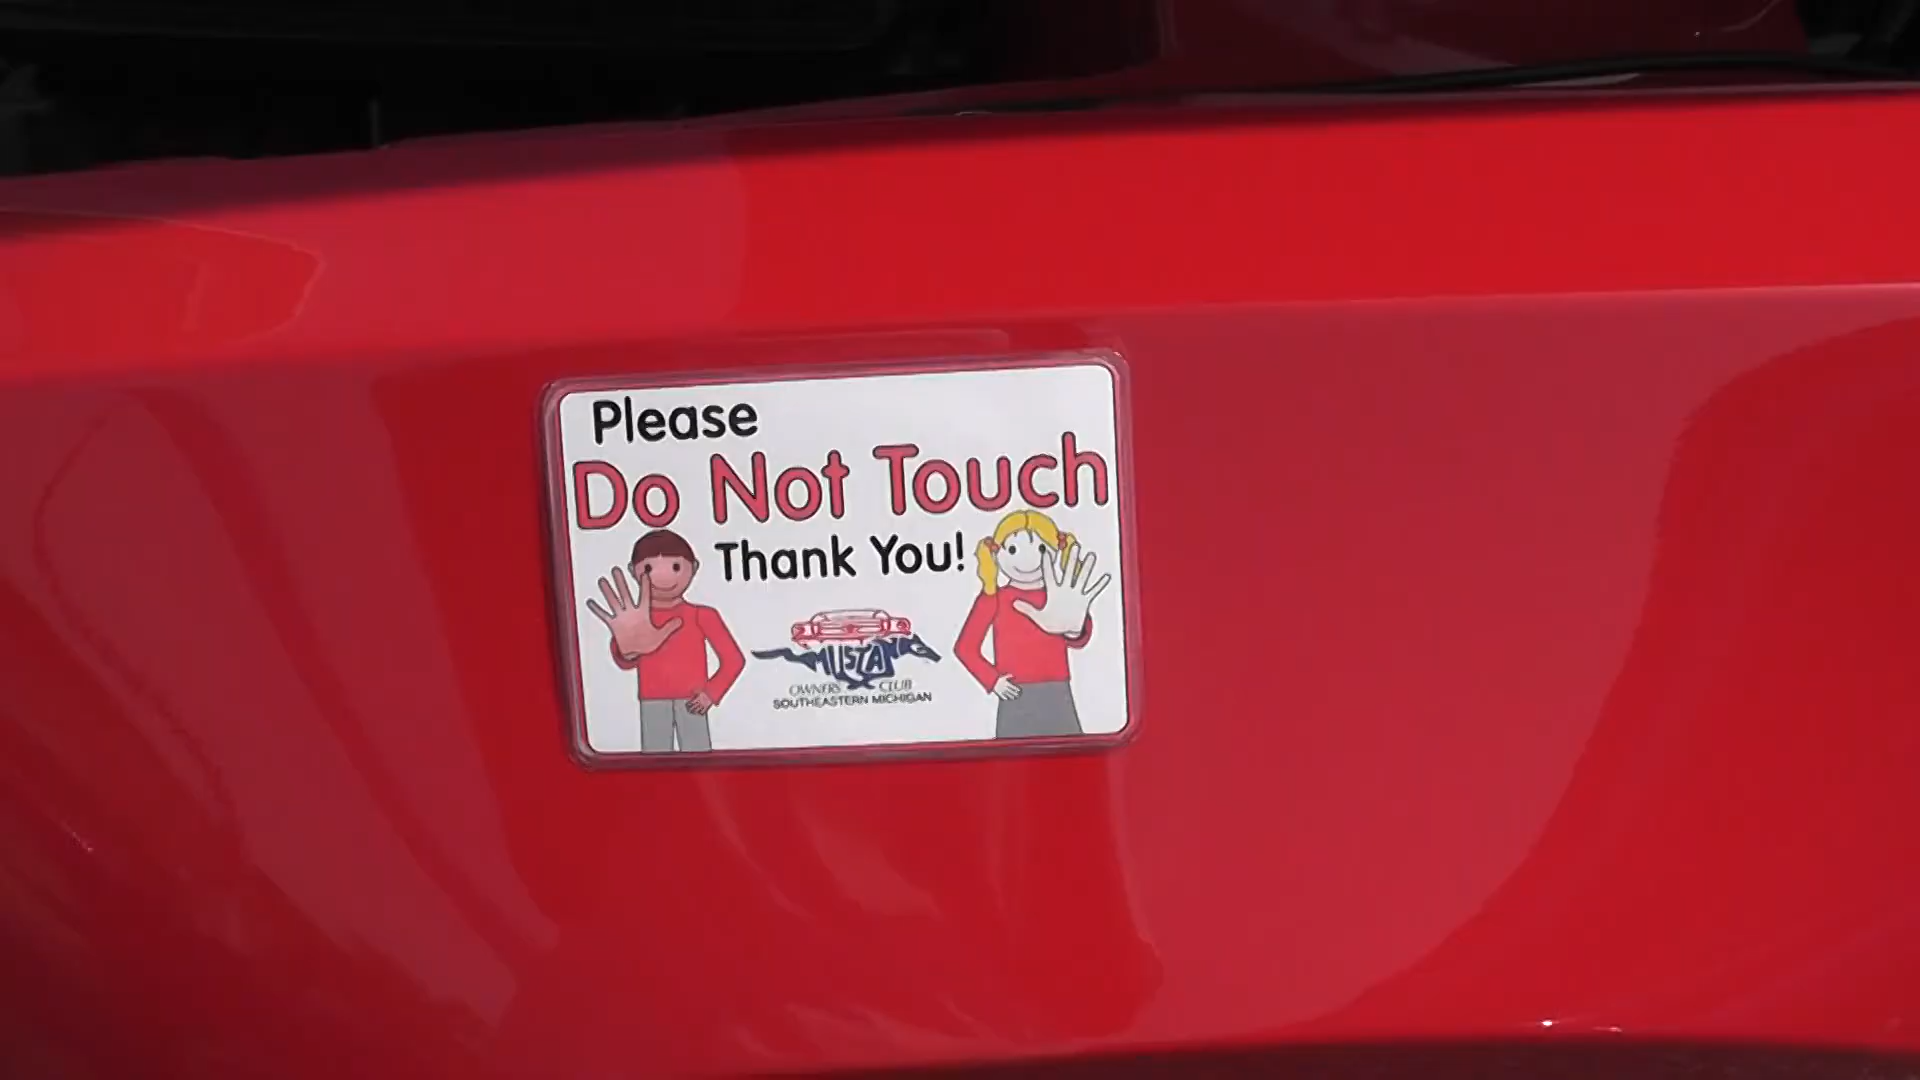 Please
Do Not Touch
Thank You!
MUSTANG
OWNERS CLUB
SOUTHEASTERN MICHIGAN